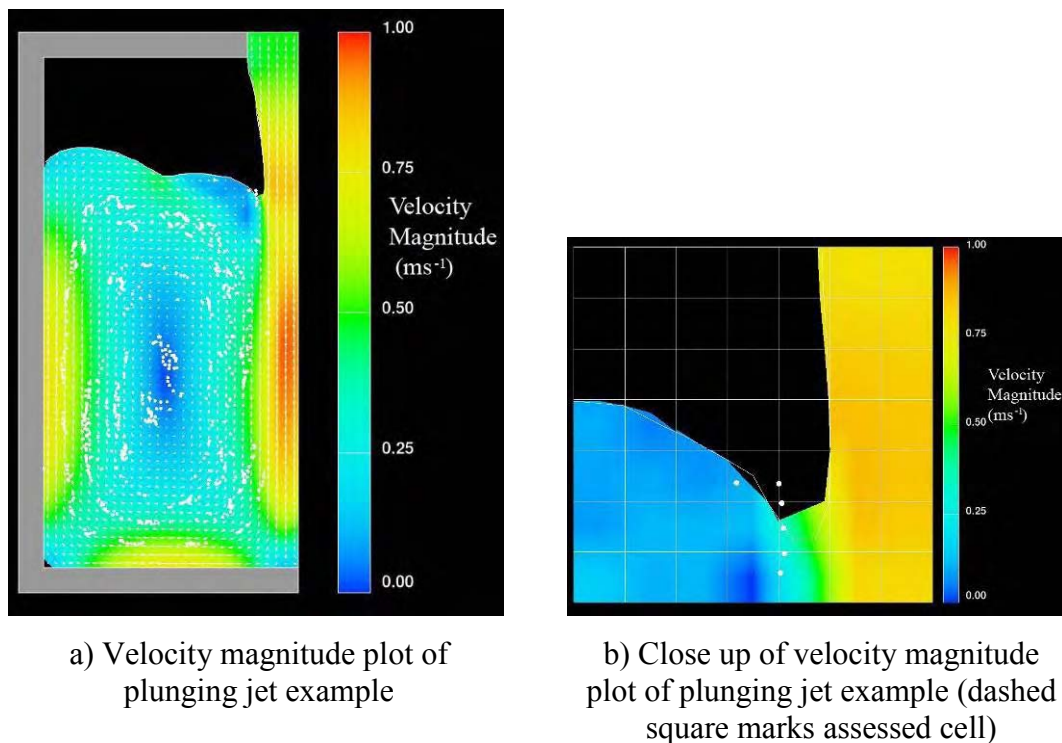 1.00
0.75
Velocity
Magnitude
(ms-1)
0.50
0.25
0.00
a) Velocity magnitude plot of
plunging jet example
1.00
0.75
Velocity
Magnitude
(ms-1)
0.50
0.25
0.00
b) Close up of velocity magnitude
plot of plunging jet example (dashed
square marks assessed cell)